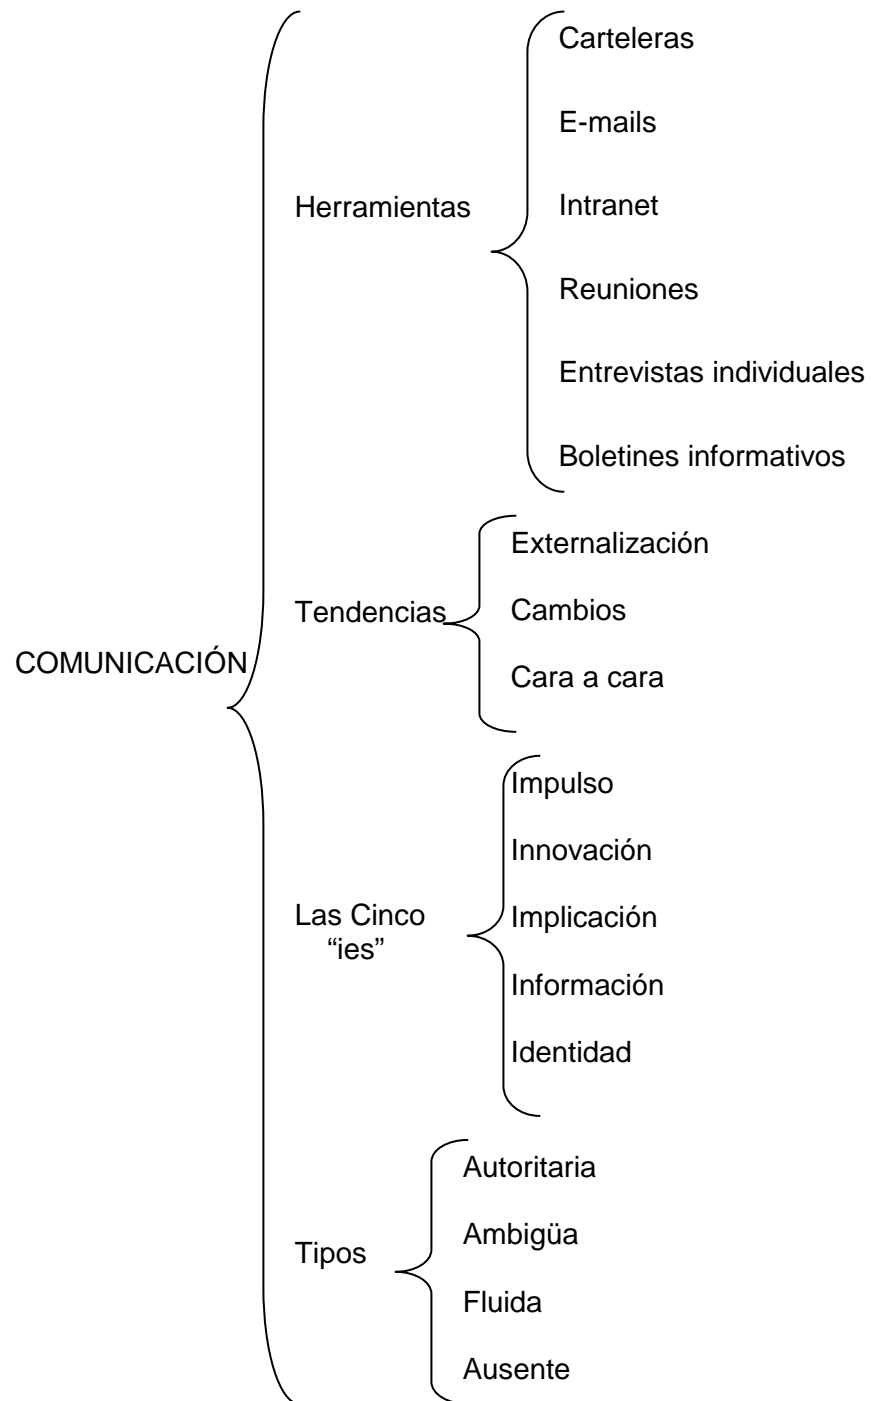 COMUNICACIÓN
Herramientas
Carteleras
E-mails
Intranet
Reuniones
Entrevistas individuales
Boletines informativos
Tendencias
Externalización
Cambios
Cara a cara
Las Cinco
“ies”
Impulso
Innovación
Implicación
Información
Identidad
Tipos
Autoritaria
Ambigüa
Fluida
Ausente